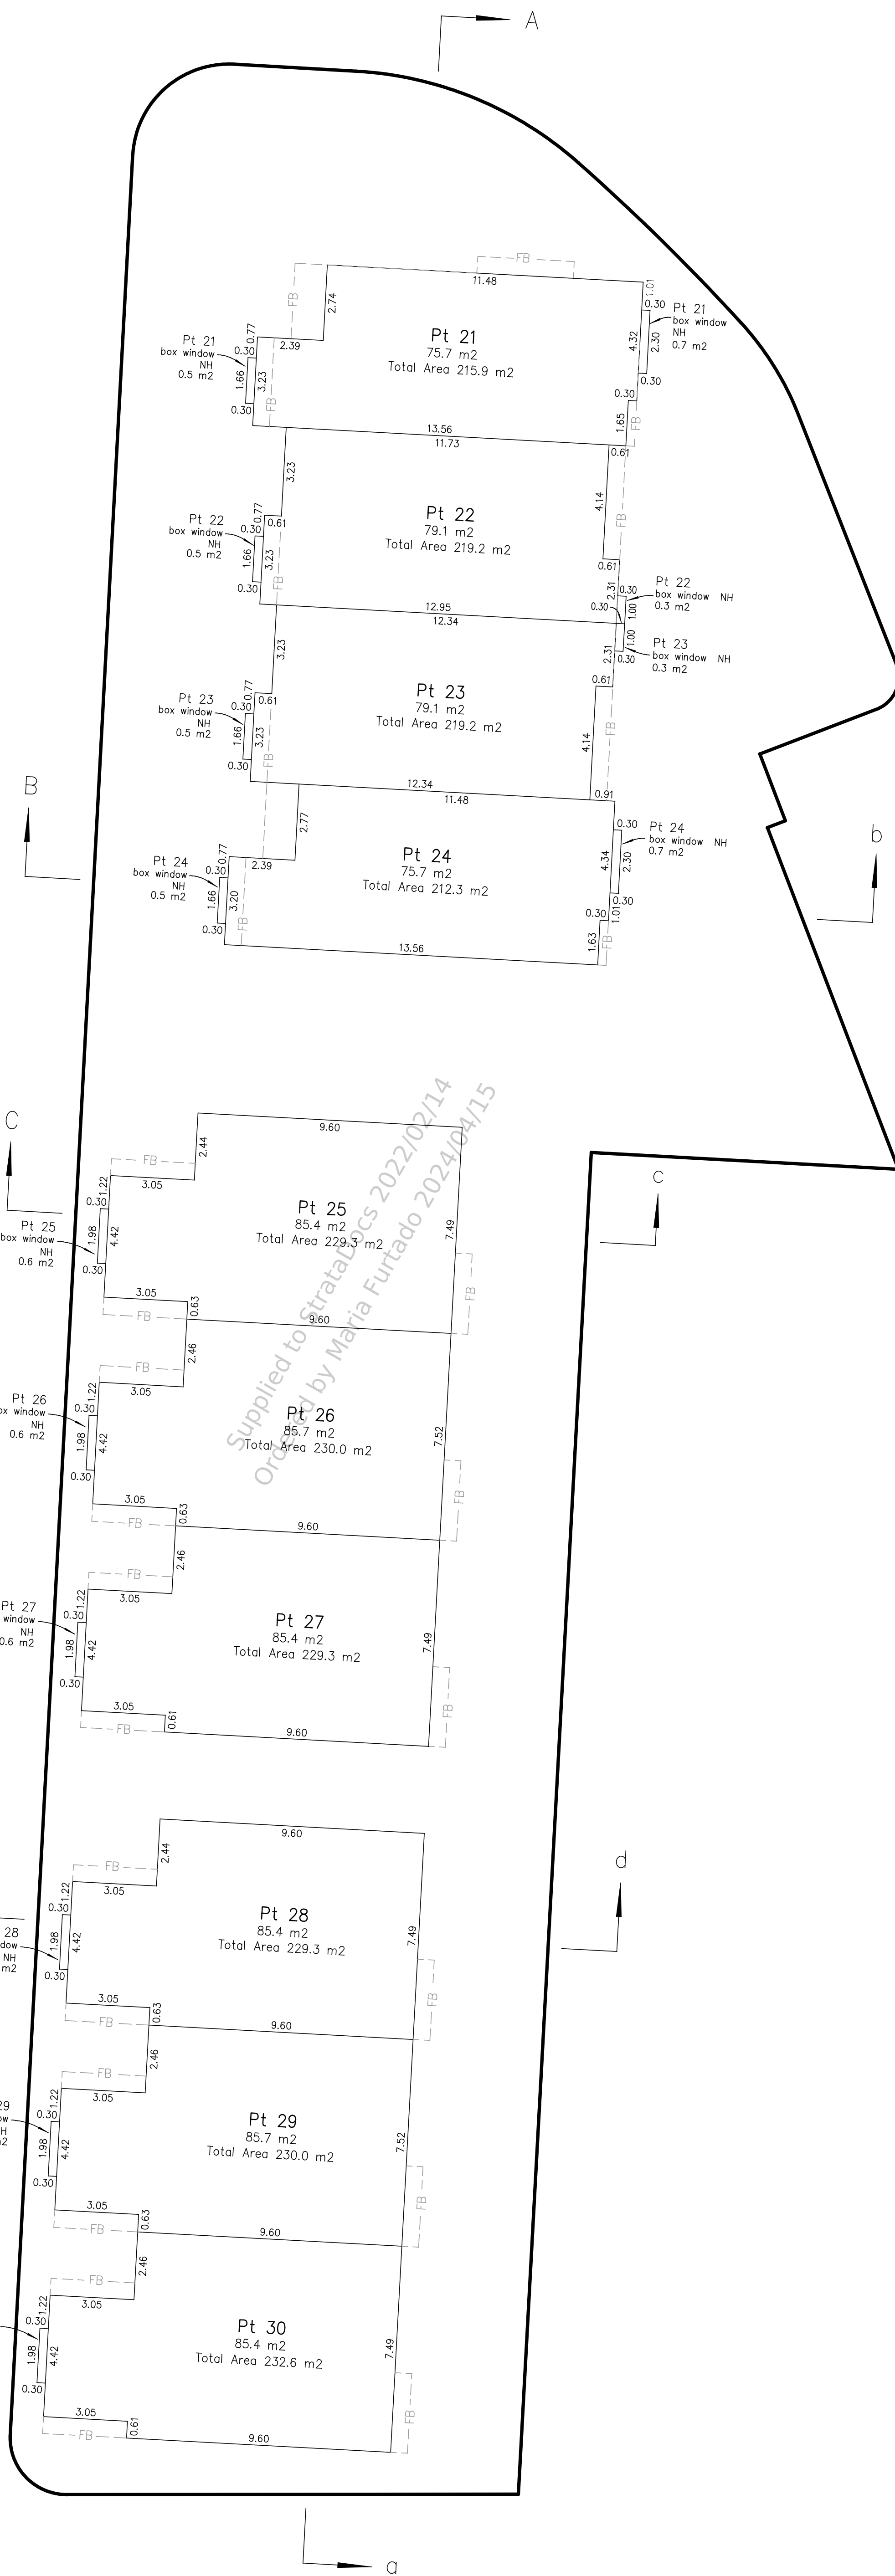 A
FB
11.48
1.01
2.74
FB
0.30
Pt 21
box window
NH
0.7 m2
Pt 21
75.7 m2
Total Area 215.9 m2
4.32
2.30
0.30
0.30
1.65
FB
Pt 21
box window
NH
0.5 m2
0.77
0.30
2.39
1.66
3.23
0.30
FB
13.56
11.73
0.61
3.23
4.14
FB
Pt 22
79.1 m2
Total Area 219.2 m2
Pt 22
box window
NH
0.5 m2
0.77
0.30
0.61
1.66
3.23
0.30
FB
0.61
2.31
0.30
1.00
Pt 22
box window NH
0.3 m2
0.30
12.95
12.34
2.31
1.00
0.30
Pt 23
box window NH
0.3 m2
3.23
0.61
Pt 23
79.1 m2
Total Area 219.2 m2
Pt 23
box window
NH
0.5 m2
0.77
0.30
0.61
1.66
3.23
0.30
FB
4.14
FB
12.34
11.48
0.91
B
b
2.77
0.30
Pt 24
box window NH
0.7 m2
Pt 24
75.7 m2
Total Area 212.3 m2
4.34
2.30
0.30
1.01
0.30
1.63
FB
Pt 24
box window
NH
0.5 m2
0.77
0.30
2.39
1.66
3.20
0.30
FB
13.56
Supplied to StrataDocs 2022/02/14
Ordered by Maria Furtado 2024/04/15
C
c
9.60
2.44
FB
3.05
1.22
0.30
Pt 25
85.4 m2
Total Area 229.3 m2
7.49
FB
Pt 25
box window
NH
0.6 m2
1.98
4.42
0.30
3.05
0.63
FB
9.60
2.46
FB
3.05
1.22
0.30
Pt 26
85.7 m2
Total Area 230.0 m2
7.52
FB
Pt 26
window
NH
0.6 m2
1.98
4.42
0.30
3.05
0.63
FB
9.60
2.46
FB
3.05
1.22
0.30
Pt 27
85.4 m2
Total Area 229.3 m2
7.49
FB
Pt 27
window
NH
0.6 m2
1.98
4.42
0.30
3.05
0.61
FB
9.60
d
9.60
2.44
FB
3.05
1.22
0.30
Pt 28
85.4 m2
Total Area 229.3 m2
7.49
FB
28
NH
m2
1.98
4.42
0.30
3.05
0.63
FB
9.60
2.46
FB
3.05
1.22
0.30
Pt 29
85.7 m2
Total Area 230.0 m2
7.52
FB
1.98
4.42
0.30
3.05
0.63
FB
9.60
2.46
FB
3.05
1.22
0.30
Pt 30
85.4 m2
Total Area 232.6 m2
7.49
FB
1.98
4.42
0.30
3.05
0.61
FB
9.60
a